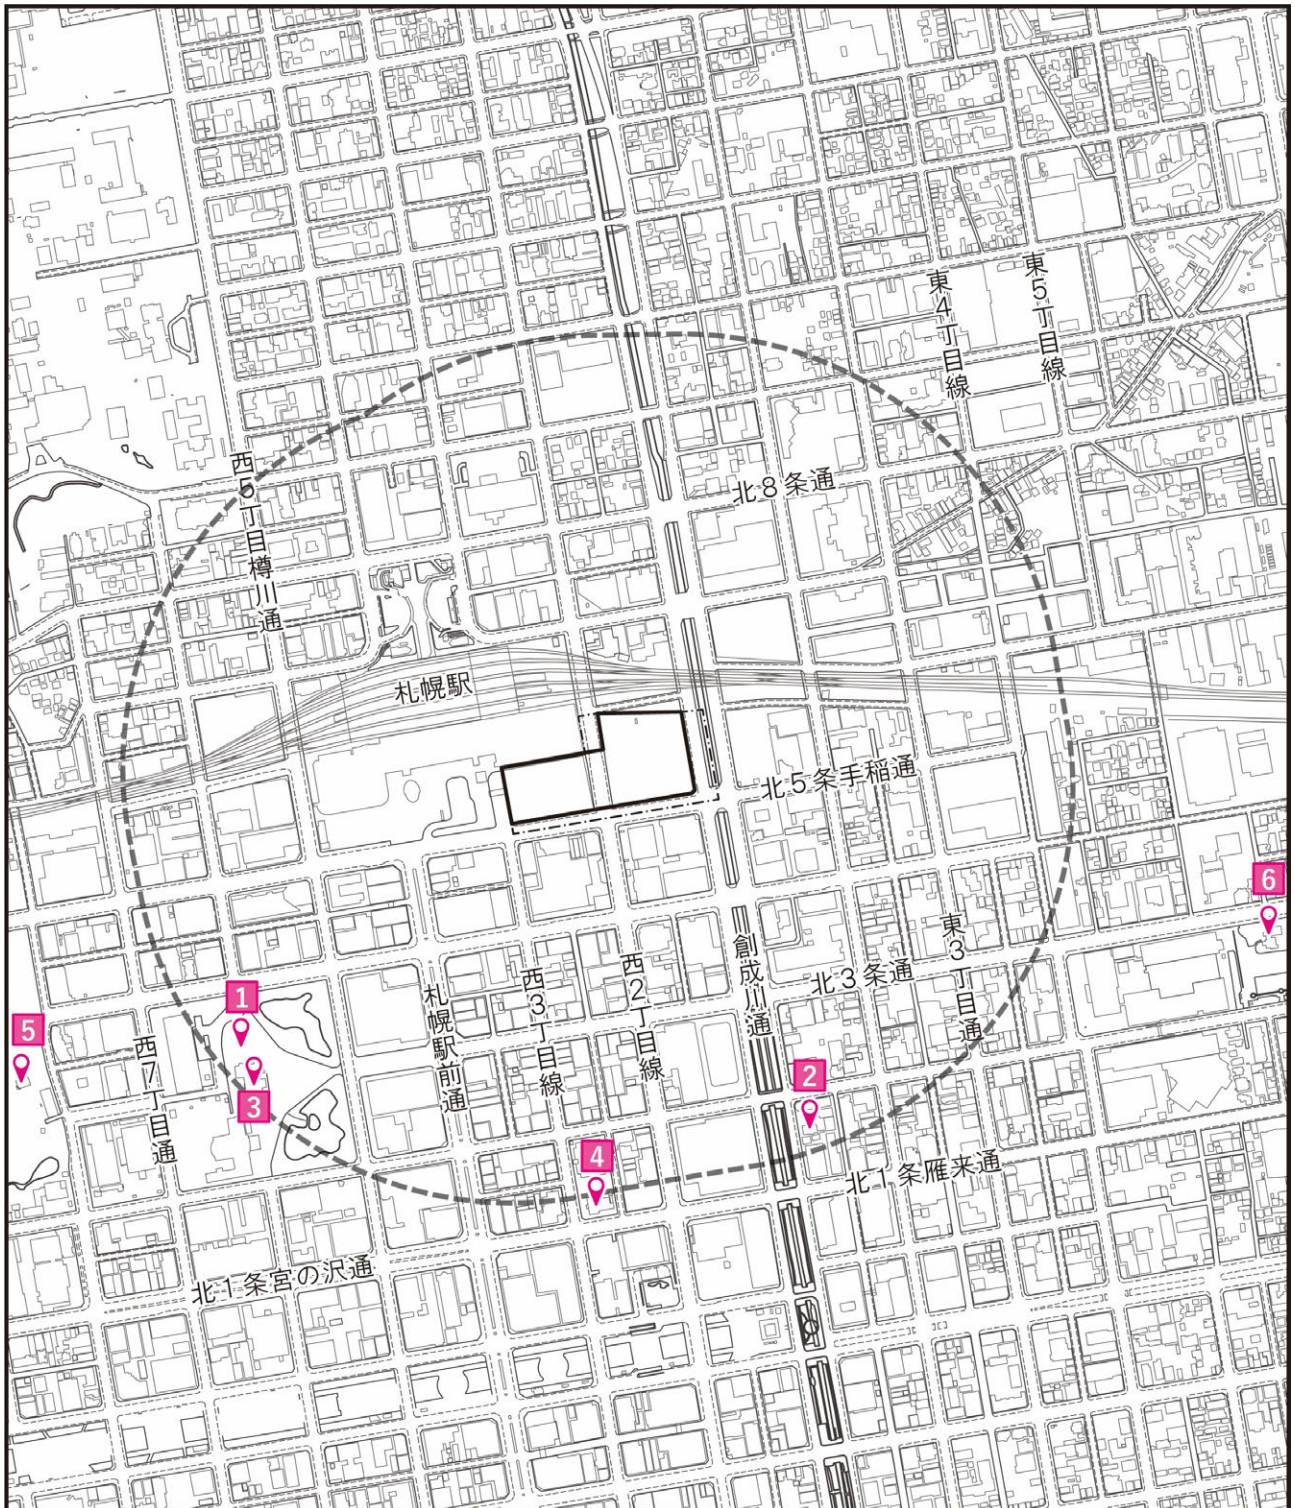 東4丁目線
東5丁目線
西5丁目樽川通
北8条通
札幌駅
北5条手稲通
6
東3丁目通
創成川通
北3条通
西2丁目線
西3丁目線
札幌駅前通
1
5
西7丁目通
3
2
4
北1条雁来通
北1条宮の沢通